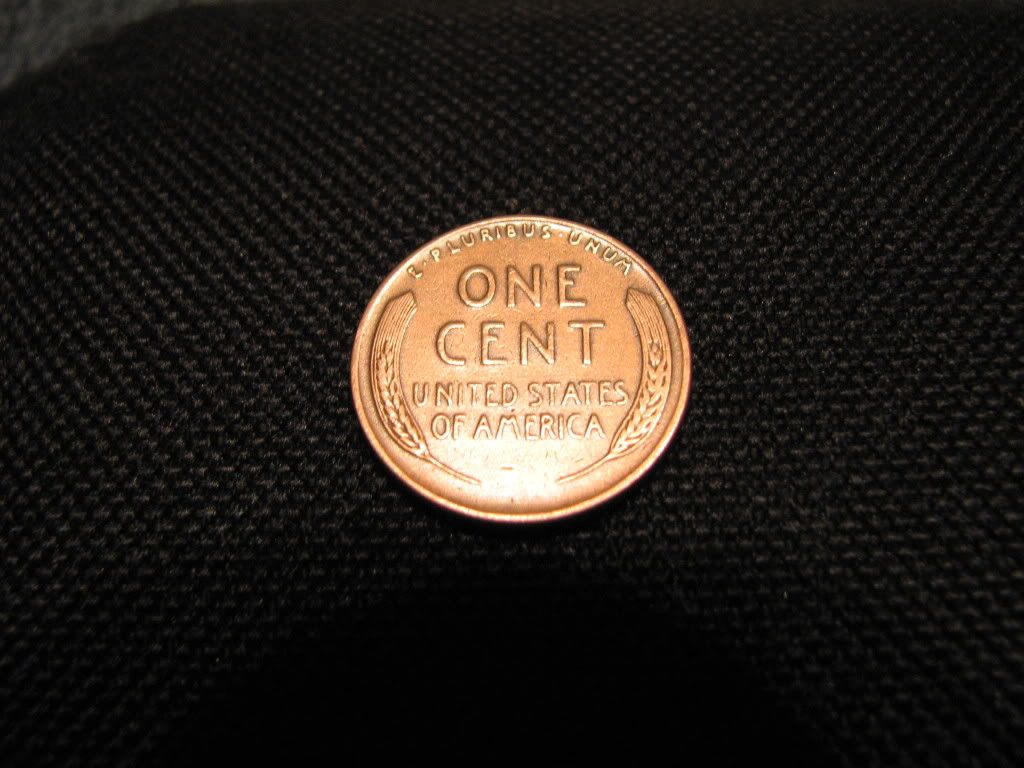 E·PLURIBUS·UNUM
ONE
CENT
UNITED STATES
OF AMERICA